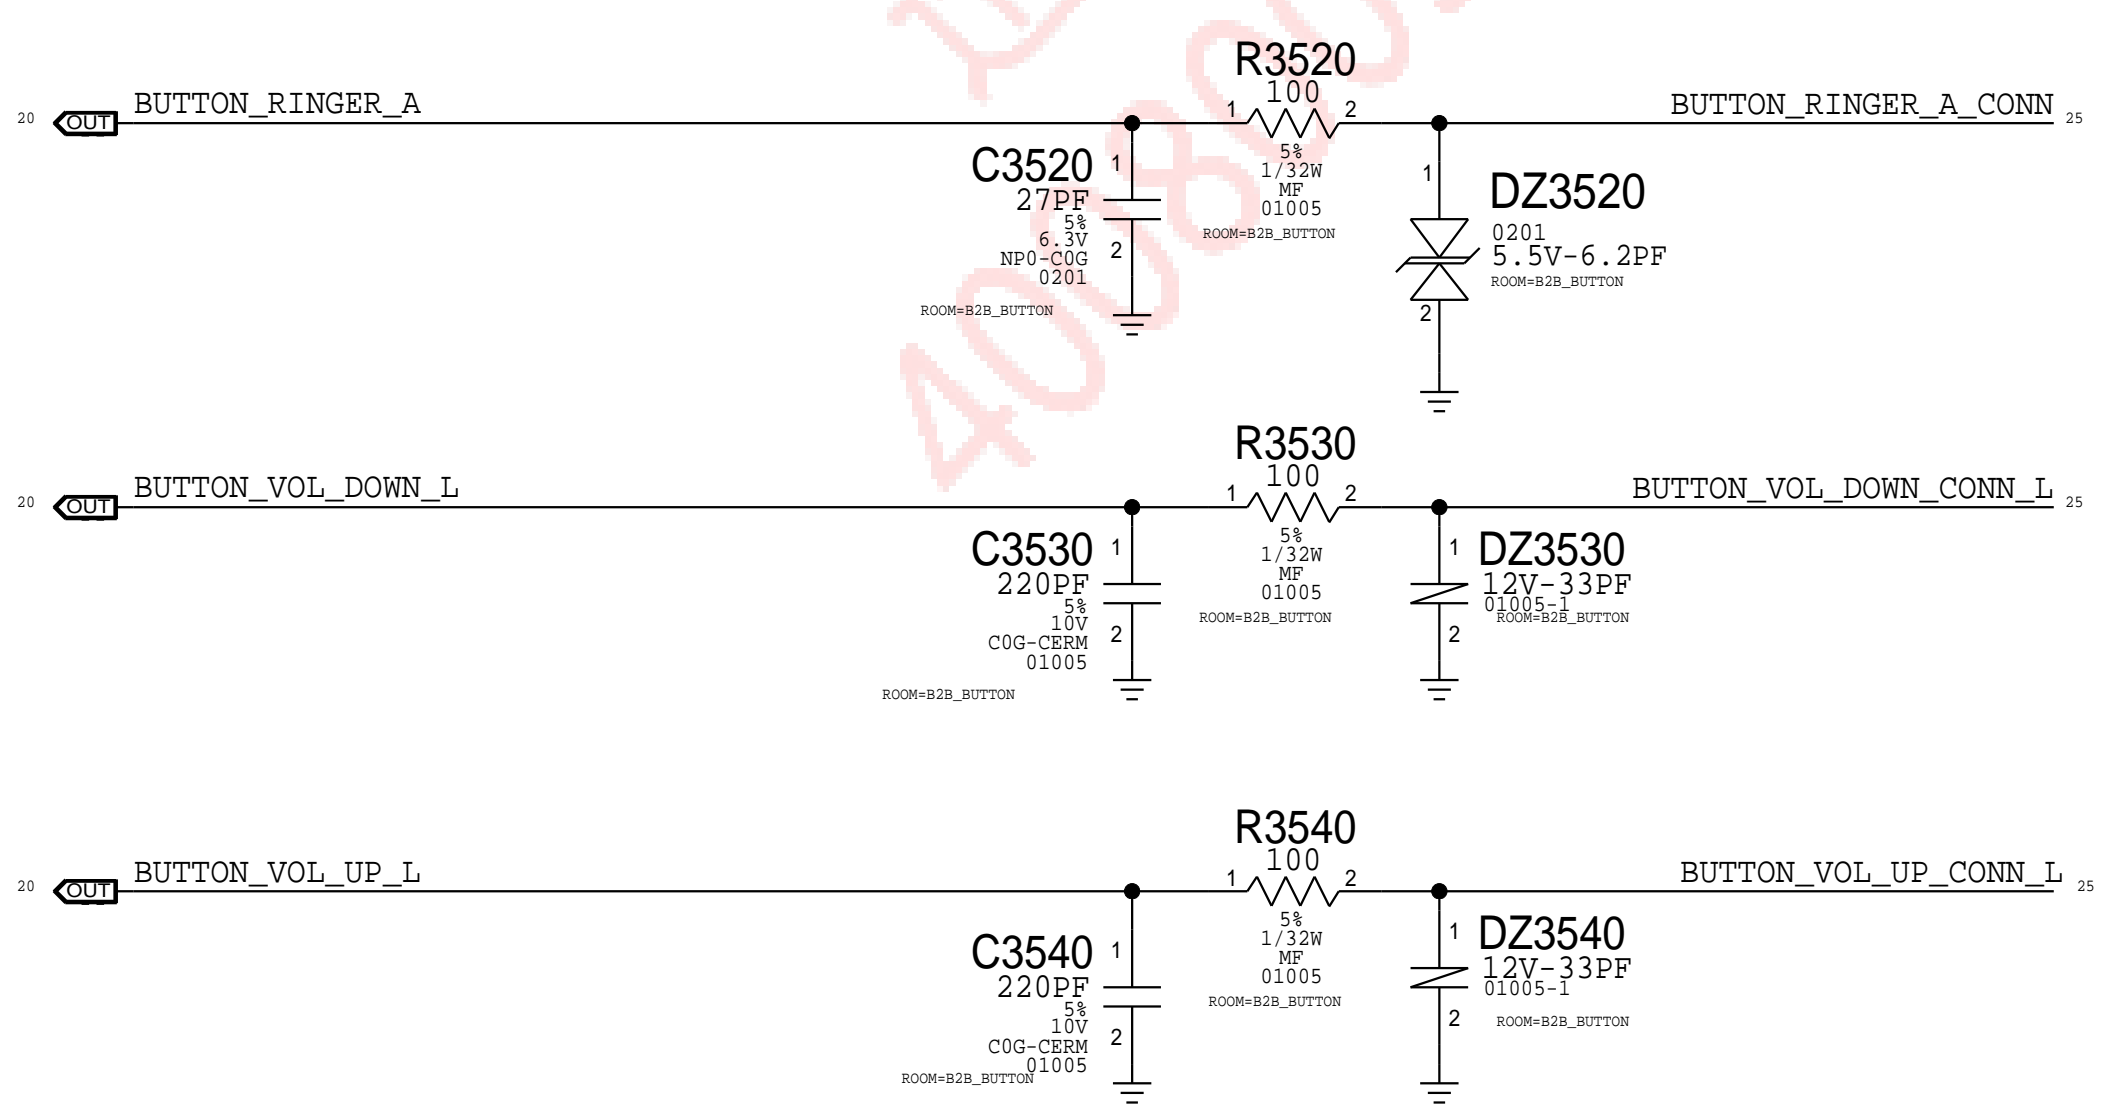 R3520
100
20 OUT BUTTON_RINGER_A 1 2 BUTTON_RINGER_A_CONN 25
C3520
27PF
5%
6.3V
NP0-C0G
0201
1
2
ROOM=B2B_BUTTON
5%
1/32W
MF
01005
ROOM=B2B_BUTTON
1
2
DZ3520
0201
5.5V-6.2PF
ROOM=B2B_BUTTON
R3530
100
20 OUT BUTTON_VOL_DOWN_L 1 2 BUTTON_VOL_DOWN_CONN_L 25
C3530
220PF
5%
10V
C0G-CERM
01005
1
2
ROOM=B2B_BUTTON
5%
1/32W
MF
01005
ROOM=B2B_BUTTON
1
2
DZ3530
12V-33PF
01005-1
ROOM=B2B_BUTTON
R3540
100
20 OUT BUTTON_VOL_UP_L 1 2 BUTTON_VOL_UP_CONN_L 25
C3540
220PF
5%
10V
C0G-CERM
01005
1
2
ROOM=B2B_BUTTON
5%
1/32W
MF
01005
ROOM=B2B_BUTTON
1
2
DZ3540
12V-33PF
01005-1
ROOM=B2B_BUTTON